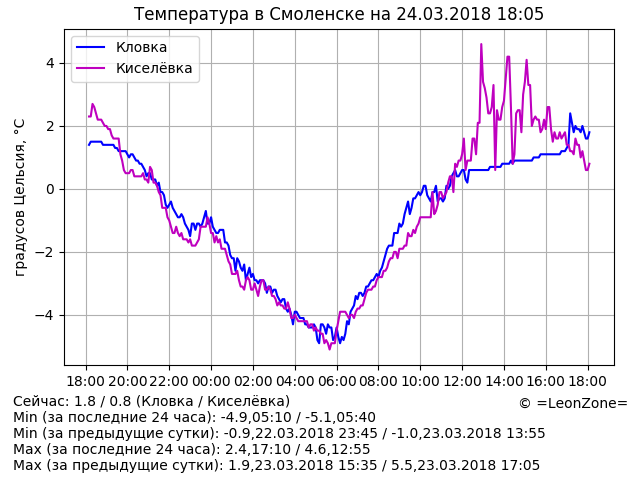 Температура в Смоленске на 24.03.2018 18:05
Кловка
Киселёвка
градусов Цельсия, °C
4
2
0
−2
−4
18:00 20:00 22:00 00:00 02:00 04:00 06:00 08:00 10:00 12:00 14:00 16:00 18:00
Сейчас: 1.8 / 0.8 (Кловка / Киселёвка)
© =LeonZone=
Min (за последние 24 часа): -4.9,05:10 / -5.1,05:40
Min (за предыдущие сутки): -0.9,22.03.2018 23:45 / -1.0,23.03.2018 13:55
Max (за последние 24 часа): 2.4,17:10 / 4.6,12:55
Max (за предыдущие сутки): 1.9,23.03.2018 15:35 / 5.5,23.03.2018 17:05